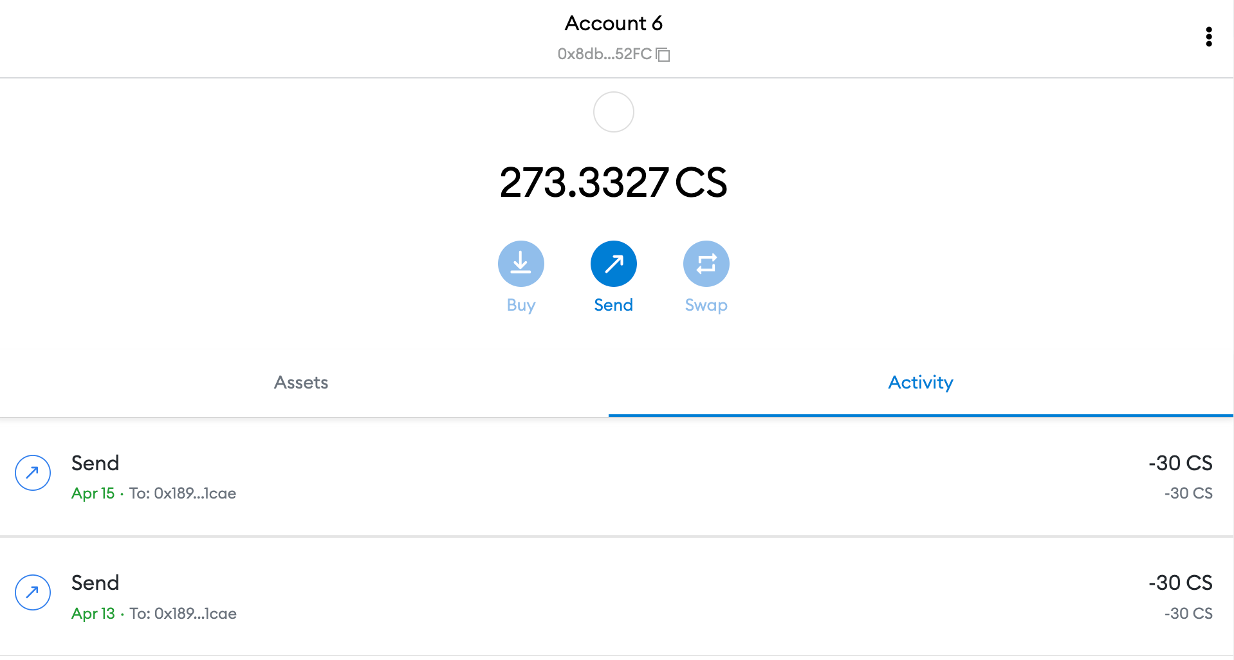 Account 6
0x8db...52FC
273.3327 CS
Buy Send Swap
Assets Activity
Send -30 CS
Apr 15 · To: 0x189...1cae -30 CS
Send -30 CS
Apr 13 · To: 0x189...1cae -30 CS